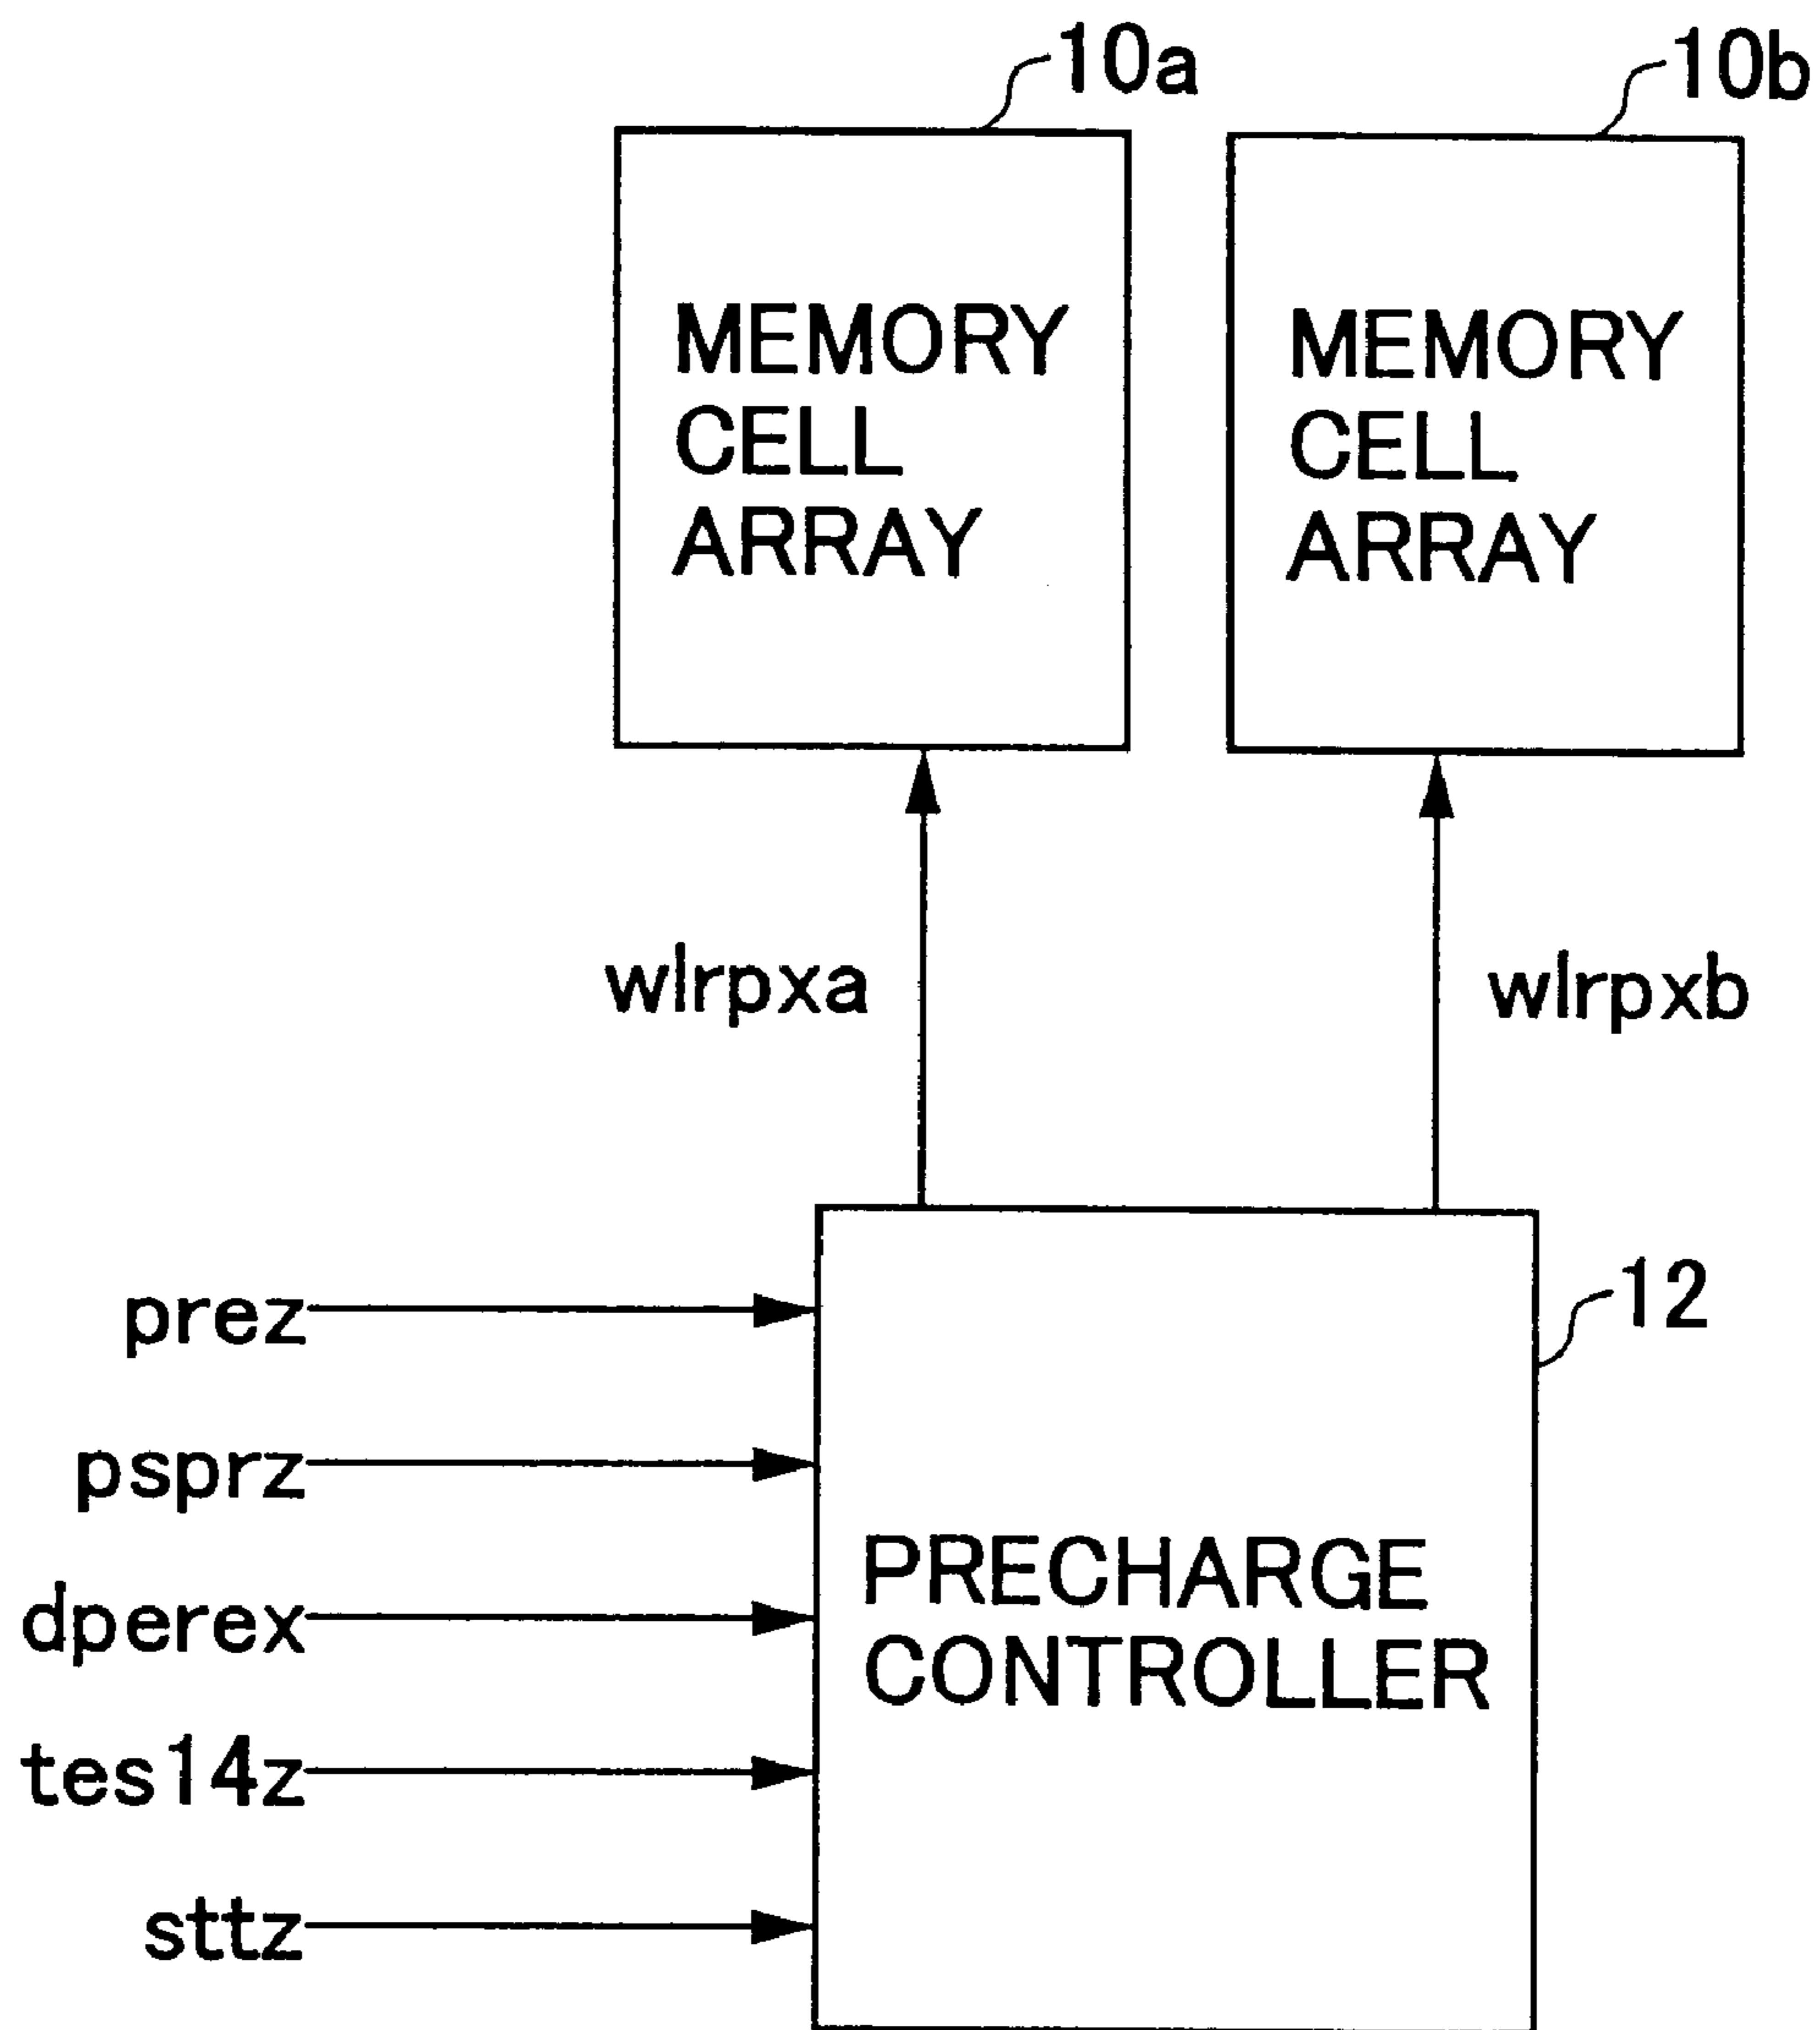 10a
10b
MEMORY
CELL
ARRAY
MEMORY
CELL
ARRAY
wlrpxa
wlrpxb
12
prez
psprz
dperex
tes14z
sttz
PRECHARGE
CONTROLLER